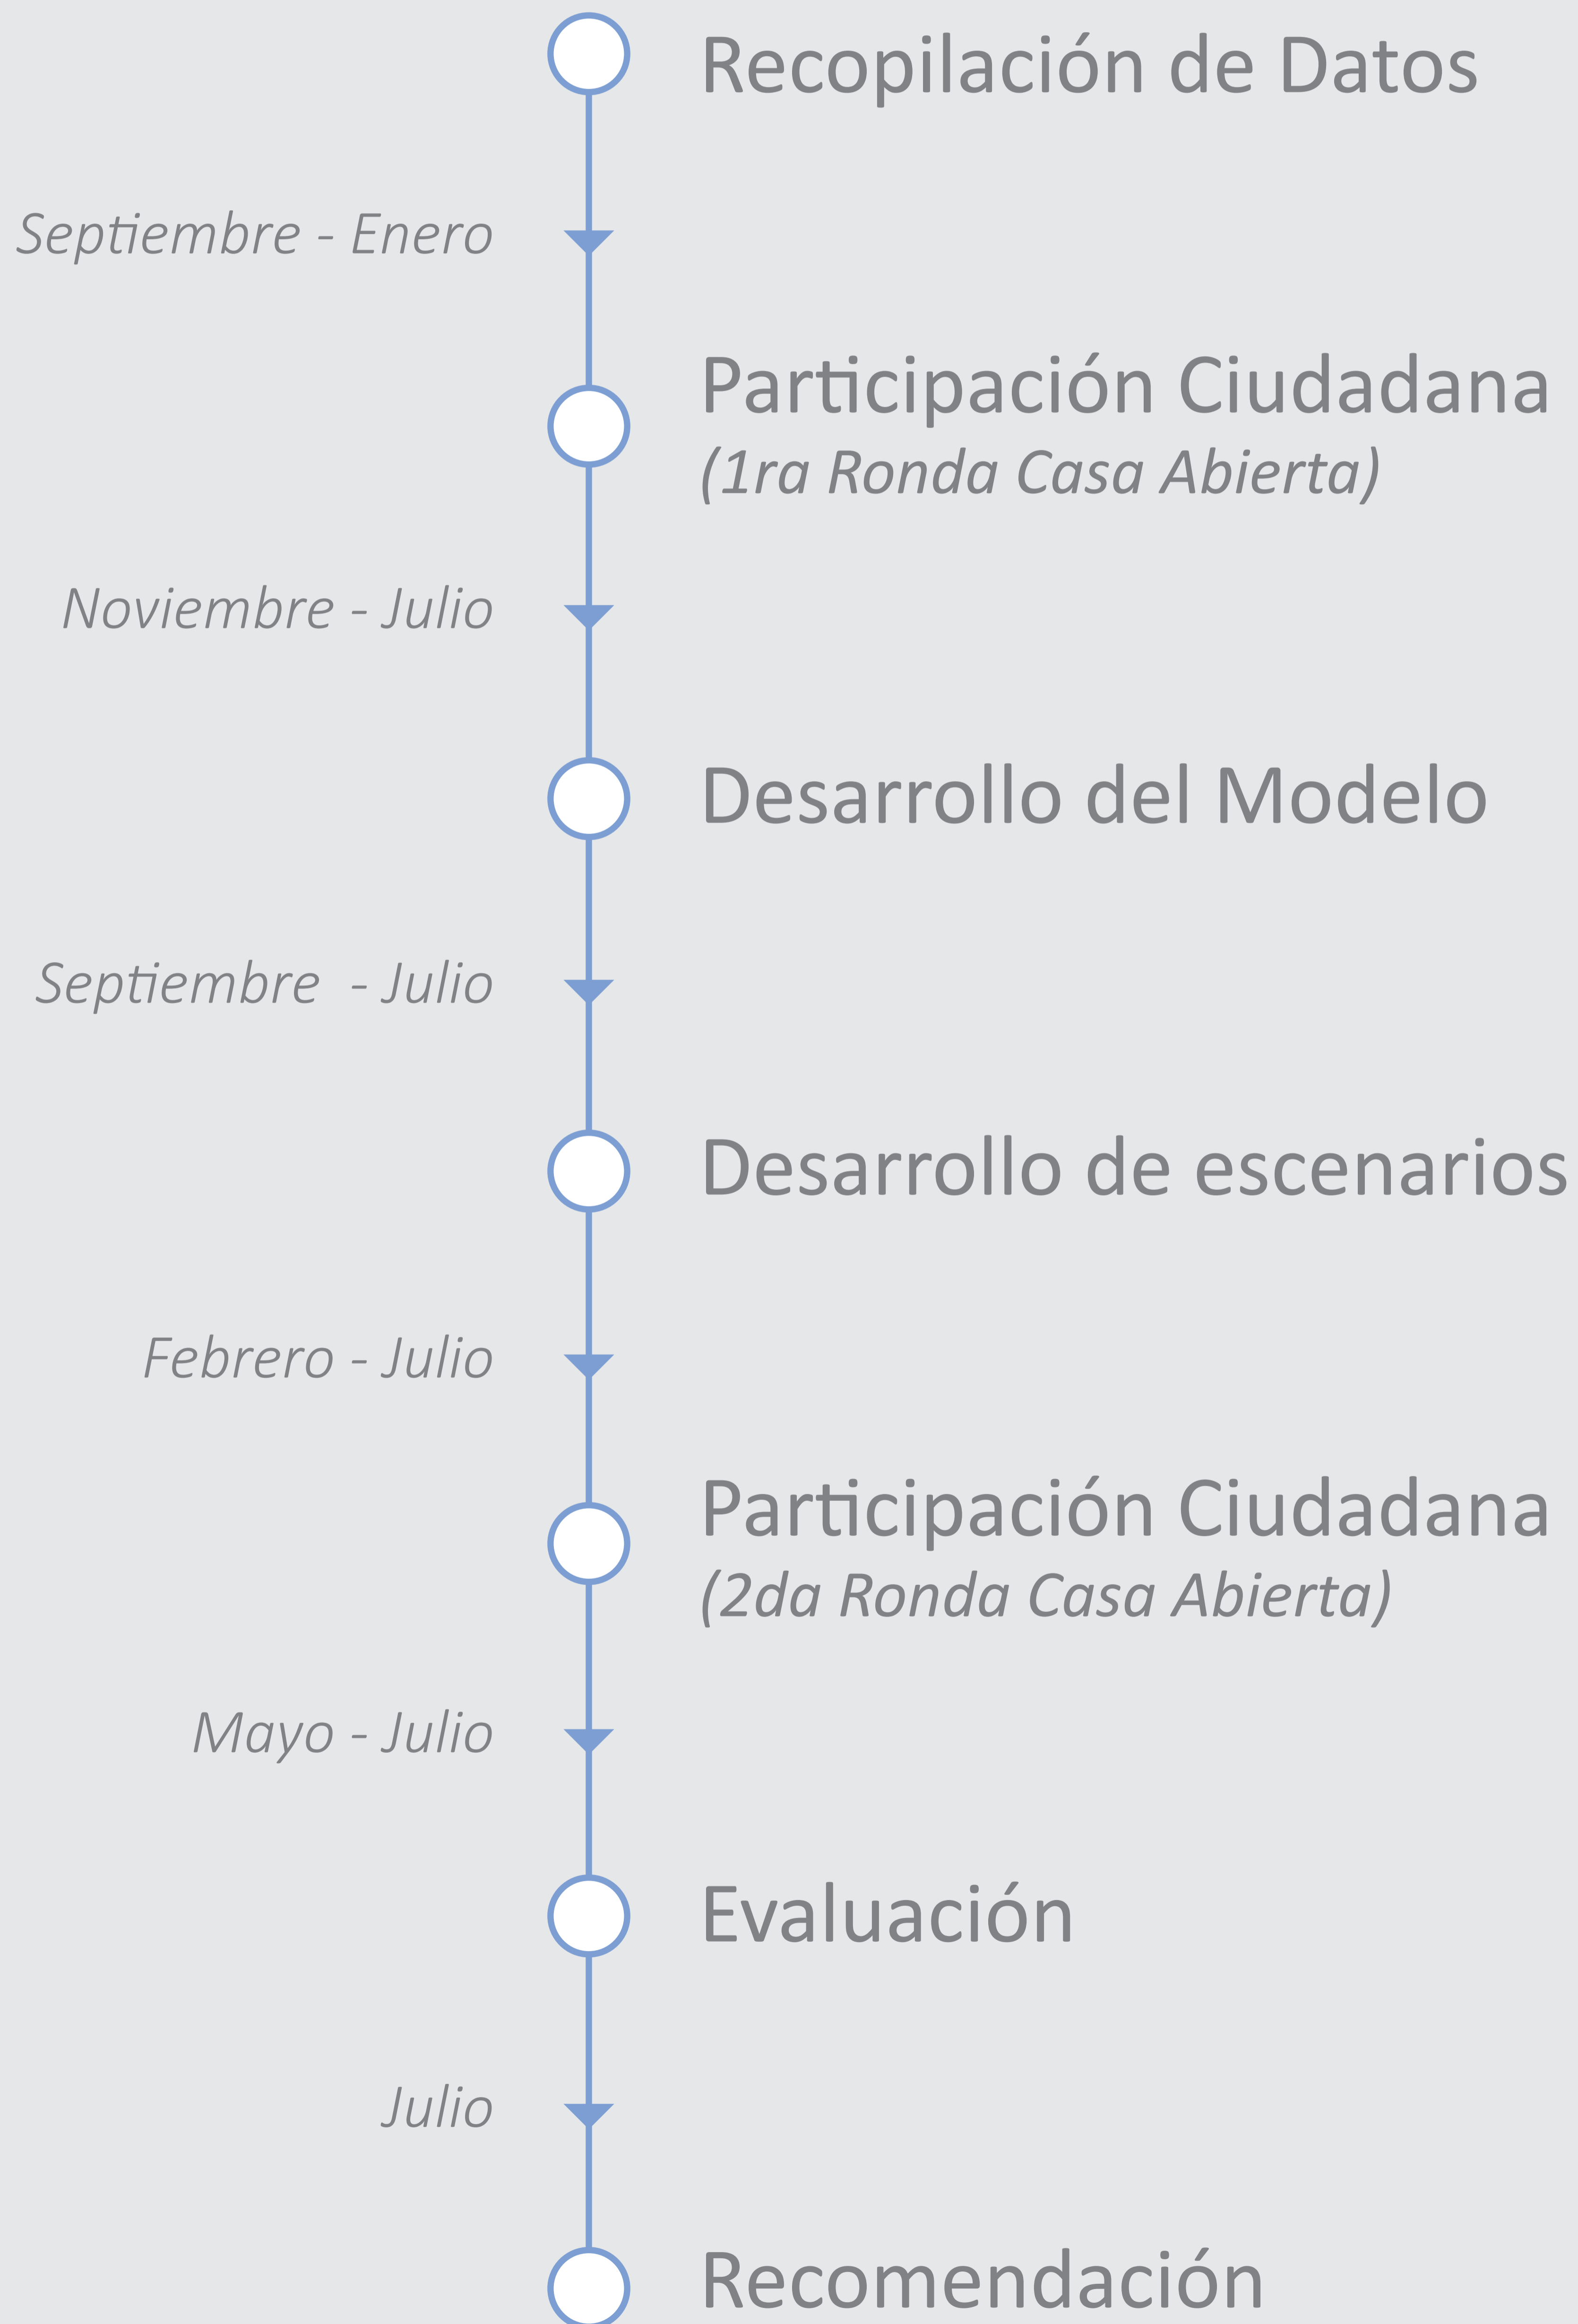 Recopilación de Datos
Septiembre - Enero
Participación Ciudadana
(1ra Ronda Casa Abierta)
Noviembre - Julio
Desarrollo del Modelo
Septiembre - Julio
Desarrollo de escenarios
Febrero - Julio
Participación Ciudadana
(2da Ronda Casa Abierta)
Mayo - Julio
Evaluación
Julio
Recomendación